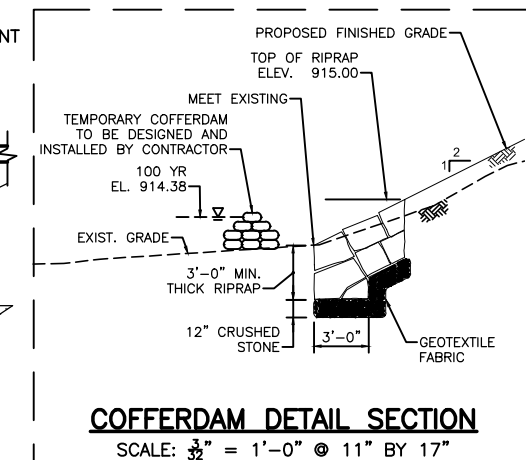 NT
PROPOSED FINISHED GRADE
TOP OF RIPRAP
ELEV. 915.00
MEET EXISTING
TEMPORARY COFFERDAM
TO BE DESIGNED AND
INSTALLED BY CONTRACTOR
2
1
100 YR
EL. 914.38
EXIST. GRADE
3'-0" MIN.
THICK RIPRAP
12" CRUSHED
STONE
3'-0"
GEOTEXTILE
FABRIC
COFFERDAM DETAIL SECTION
SCALE: 3/32" = 1'-0" @ 11" BY 17"